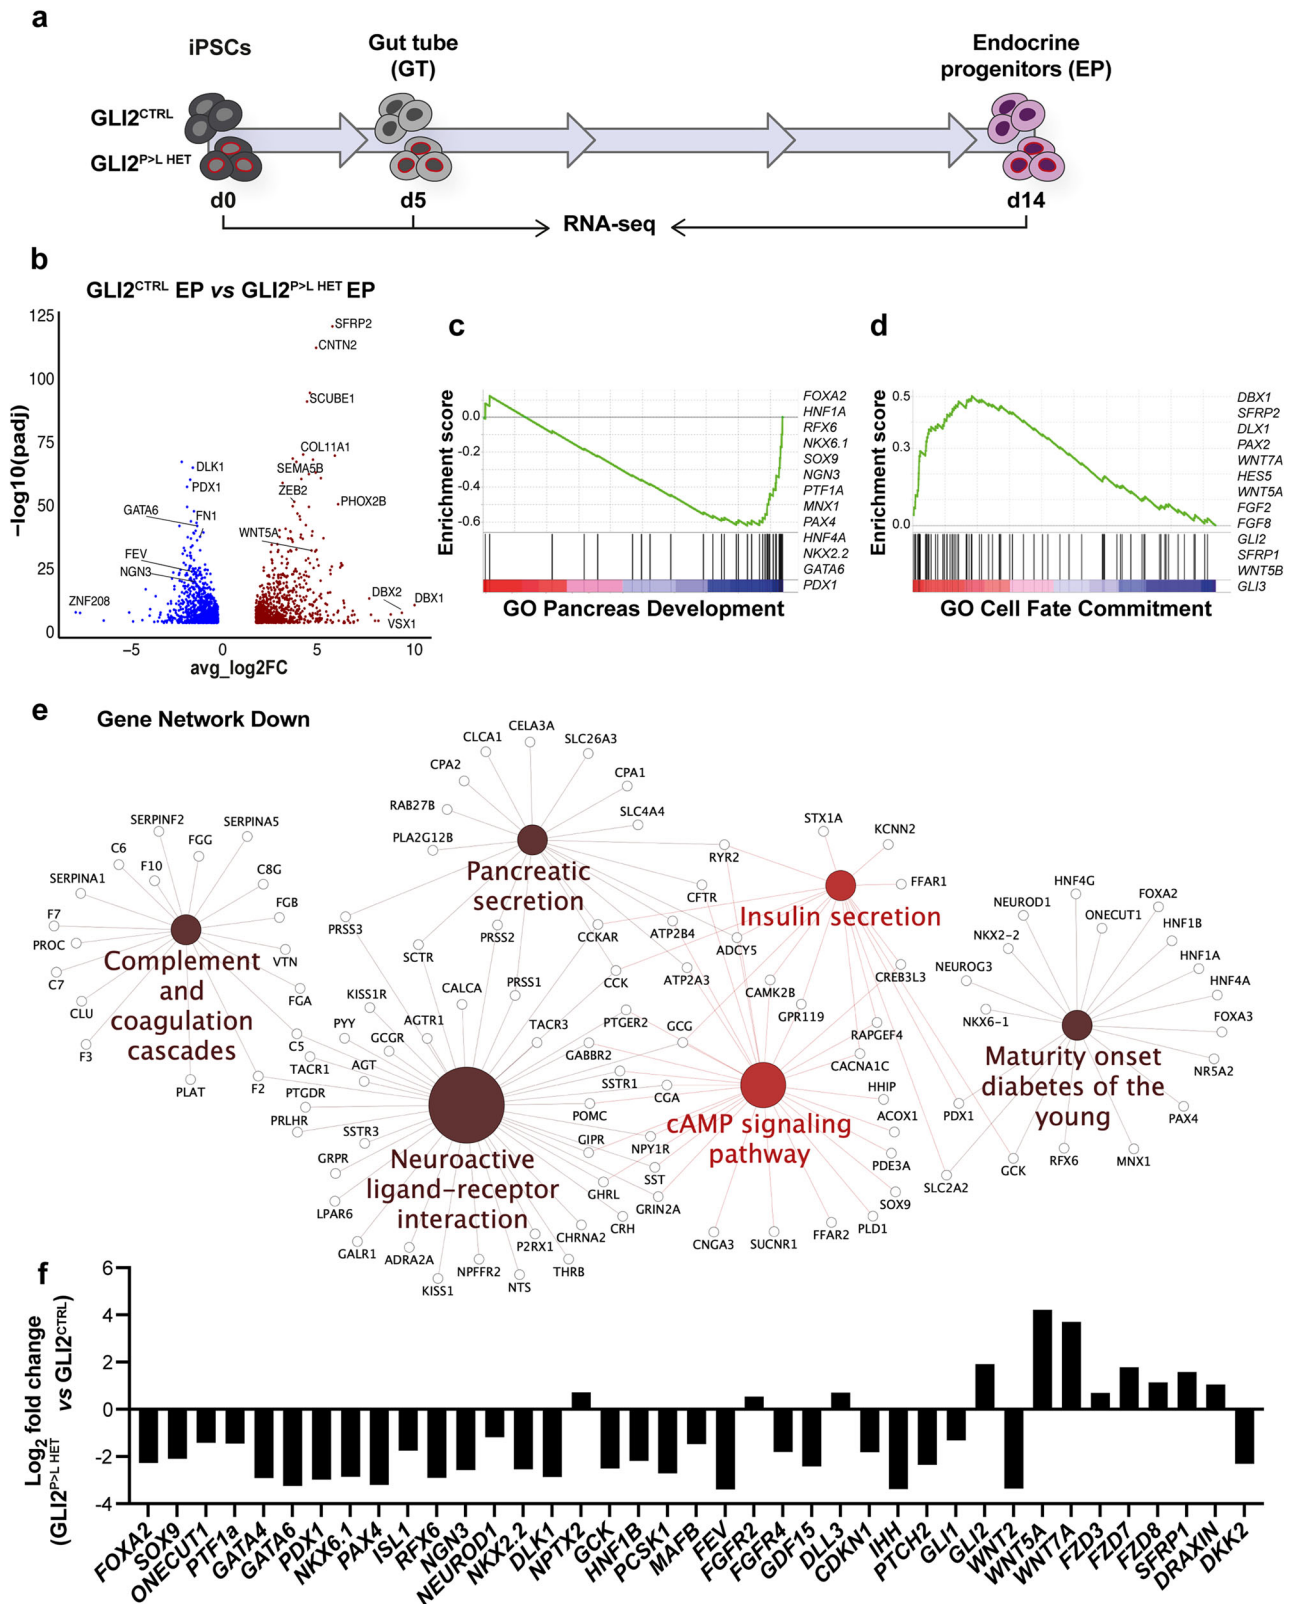 a
iPSCs
Gut tube
(GT)
Endocrine
progenitors (EP)
GLI2CTRL
GLI2P>L HET
d0
d5
d14
RNA-seq
b
GLI2CTRL EP vs GLI2P>L HET EP
−log10(padj)
125
100
75
50
25
0
−5
0
5
10
avg_log2FC
SFRP2
CNTN2
SCUBE1
COL11A1
SEMA5B
ZEB2
PHOX2B
DLK1
PDX1
GATA6
FN1
WNT5A
FEV
NGN3
ZNF208
DBX2
DBX1
VSX1
c
Enrichment score
0.0
-0.2
-0.4
-0.6
FOXA2
HNF1A
RFX6
NKX6.1
SOX9
NGN3
PTF1A
MNX1
PAX4
HNF4A
NKX2.2
GATA6
PDX1
GO Pancreas Development
d
Enrichment score
0.5
0.3
0.0
DBX1
SFRP2
DLX1
PAX2
WNT7A
HES5
WNT5A
FGF2
FGF8
GLI2
SFRP1
WNT5B
GLI3
GO Cell Fate Commitment
e
Gene Network Down
CELA3A
CLCA1
SLC26A3
CPA2
CPA1
RAB27B
SLC4A4
PLA2G12B
Pancreatic
secretion
SERPINF2
SERPINA5
FGG
C6
F10
C8G
SERPINA1
FGB
F7
PROC
VTN
C7
FGA
CLU
F3
C5
PLAT
F2
Complement
and
coagulation
cascades
STX1A
KCNN2
RYR2
FFAR1
CFTR
Insulin secretion
PRSS3
PRSS2
CCKAR
ATP2B4
ADCY5
SCTR
PRSS1
CCK
ATP2A3
CREB3L3
CAMK2B
GPR119
KISS1R
CALCA
PYY
AGTR1
TACR3
PTGER2
GCG
RAPGEF4
GCGR
GABBR2
CACNA1C
TACR1
AGT
SSTR1
CGA
HHIP
PTGDR
POMC
ACOX1
PRLHR
SSTR3
GIPR
NPY1R
PDE3A
GRPR
SST
SOX9
LPAR6
GHRL
GRIN2A
CRH
PLD1
GALR1
ADRA2A
KISS1
NPFFR2
NTS
P2RX1
THRB
CHRNA2
CNGA3
SUCNR1
FFAR2
Neuroactive
ligand−receptor
interaction
cAMP signaling
pathway
HNF4G
NEUROD1
FOXA2
ONECUT1
NKX2−2
HNF1B
NEUROG3
HNF1A
HNF4A
NKX6−1
FOXA3
NR5A2
PDX1
PAX4
SLC2A2
GCK
RFX6
MNX1
Maturity onset
diabetes of the
young
f
Log2 fold change
(GLI2P>L HET vs GLI2CTRL)
6
4
2
0
-2
-4
FOXA2
SOX9
ONECUT1
PTF1a
GATA4
GATA6
PDX1
NKX6.1
PAX4
ISL1
RFX6
NGN3
NEUROD1
NKX2.2
DLK1
NPTX2
GCK
HNF1B
PCSK1
MAFB
FEV
FGFR2
FGFR4
GDF15
DLL3
CDKN1
IHH
PTCH2
GLI1
GLI2
WNT2
WNT5A
WNT7A
FZD3
FZD7
FZD8
SFRP1
DRAXIN
DKK2